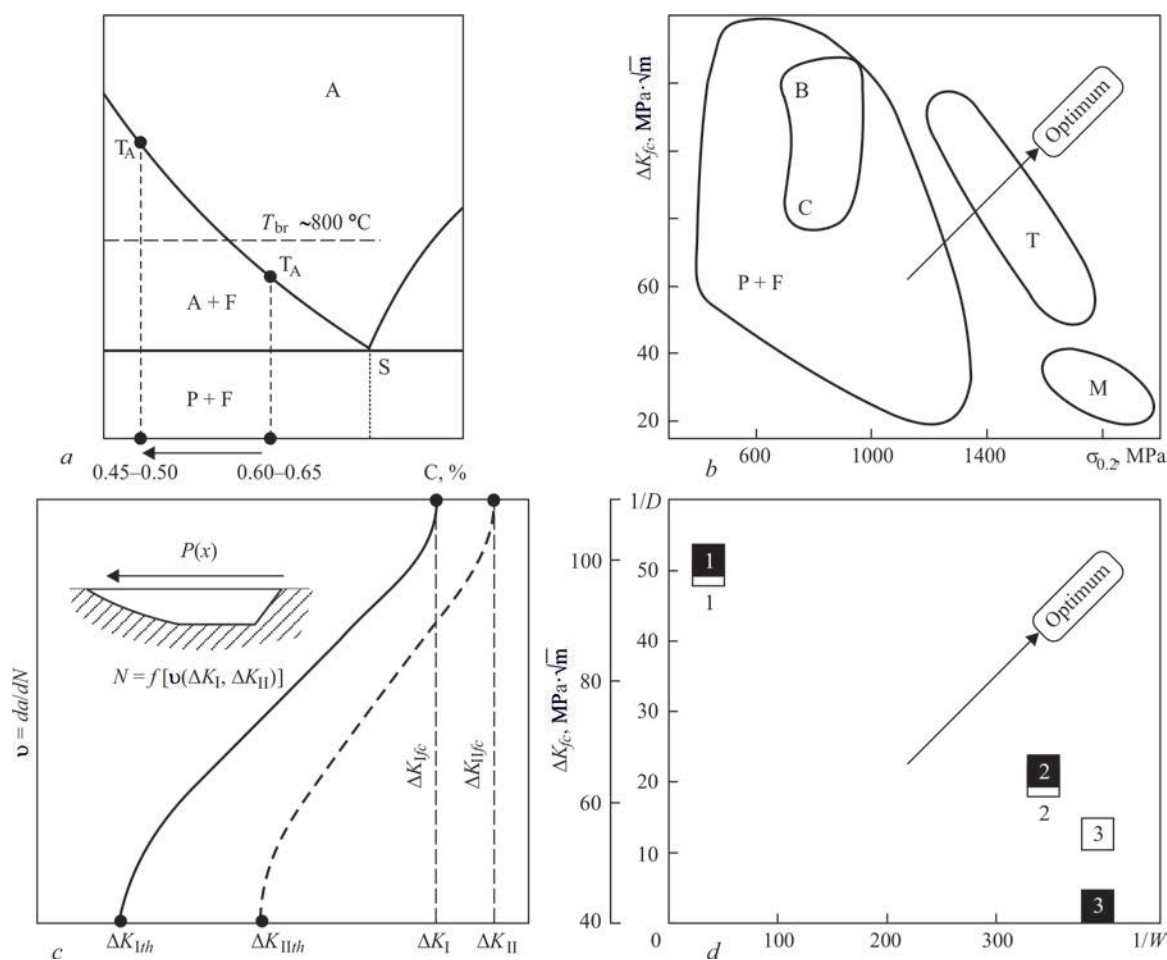 A
T_A
T_br ~800 °C
T_A
A + F
S
P + F
a
0.45–0.50
0.60–0.65
C, %
ΔK_fc, MPa·√m
B
C
Optimum
T
P + F
60
40
30
20
M
600
1000
1400
σ_0.2, MPa
b
P(x)
N = f [υ(ΔK_I, ΔK_II)]
υ = da/dN
ΔK_Ifc
ΔK_IIfc
c
ΔK_Ith
ΔK_IIth
ΔK_I
ΔK_II
ΔK_fc, MPa·√m
100
80
60
40
1/D
50
40
30
20
10
0
1
1
Optimum
2
2
3
3
100
200
300
1/W
d